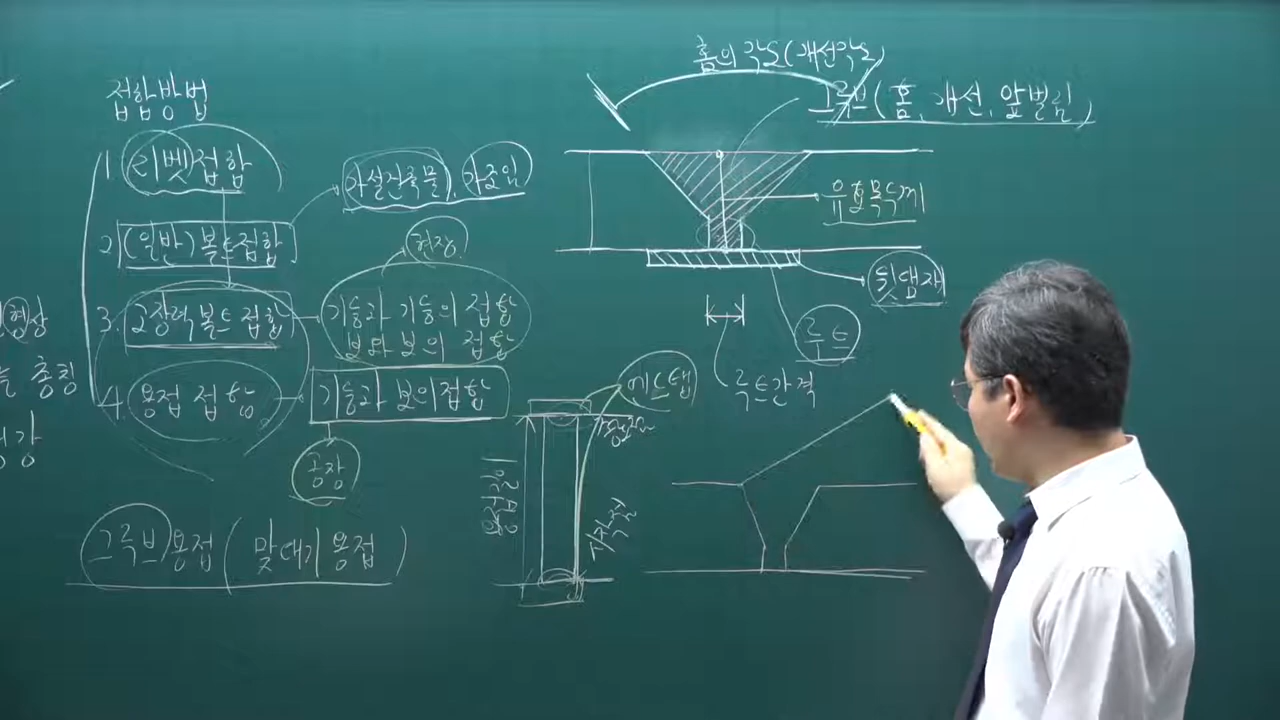 접합방법
1. 리벳접합
2. (일반) 볼트접합
가설건축물, 가조임
3. 고장력볼트 접합
현장
기둥과 기둥의 접합
보와 보의 접합
4. 용접 접합
기둥과 보의접합
공장
그루브용접(맞대기용접)
홈의각도(개선각도)
그루브(홈, 개선, 앞벌림)
유효목두께
뒷댐재
루트
루트간격
엔드탭
시작